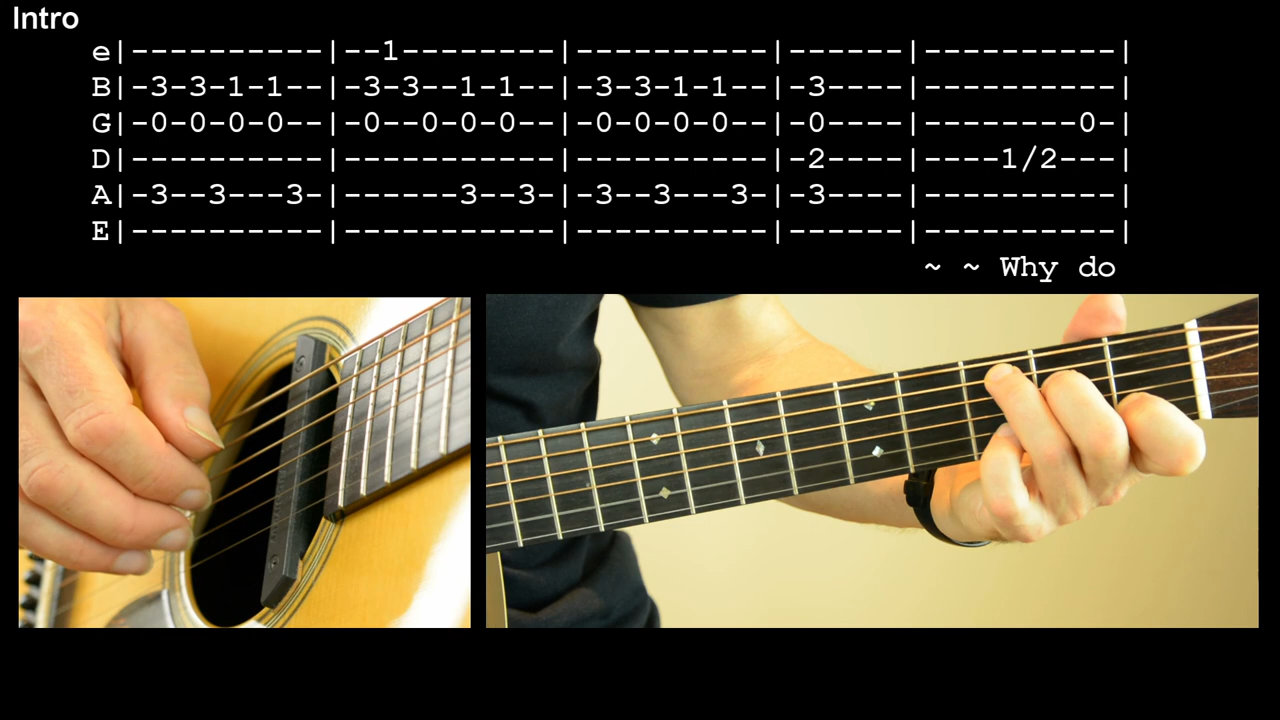 Intro
e|----------|--1--------|----------|------|----------|
B|-3-3-1-1--|-3-3--1-1--|-3-3-1-1--|-3----|----------|
G|-0-0-0-0--|-0--0-0-0--|-0-0-0-0--|-0----|--------0-|
D|----------|-----------|----------|-2----|----1/2---|
A|-3--3---3-|------3--3-|-3--3---3-|-3----|----------|
E|----------|-----------|----------|------|----------|
~ ~ Why do